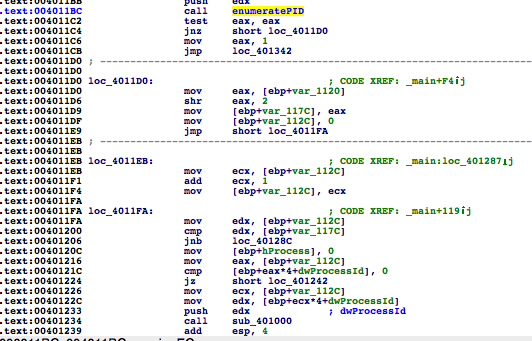 .text:004011BB push edx
.text:004011BC call enumeratePID
.text:004011C2 test eax, eax
.text:004011C4 jnz short loc_4011D0
.text:004011C6 mov eax, 1
.text:004011CB jmp loc_401342
.text:004011D0 ; ---------------------------------------------------------------------------
.text:004011D0
.text:004011D0 loc_4011D0: ; CODE XREF: _main+F4↑j
.text:004011D0 mov eax, [ebp+var_1120]
.text:004011D6 shr eax, 2
.text:004011D9 mov [ebp+var_117C], eax
.text:004011DF mov [ebp+var_112C], 0
.text:004011E9 jmp short loc_4011FA
.text:004011EB ; ---------------------------------------------------------------------------
.text:004011EB
.text:004011EB loc_4011EB: ; CODE XREF: _main:loc_401287↓j
.text:004011EB mov ecx, [ebp+var_112C]
.text:004011F1 add ecx, 1
.text:004011F4 mov [ebp+var_112C], ecx
.text:004011FA
.text:004011FA loc_4011FA: ; CODE XREF: _main+119↑j
.text:004011FA mov edx, [ebp+var_112C]
.text:00401200 cmp edx, [ebp+var_117C]
.text:00401206 jnb loc_40128C
.text:0040120C mov [ebp+hProcess], 0
.text:00401216 mov eax, [ebp+var_112C]
.text:0040121C cmp [ebp+eax*4+dwProcessId], 0
.text:00401224 jz short loc_401242
.text:00401226 mov ecx, [ebp+var_112C]
.text:0040122C mov edx, [ebp+ecx*4+dwProcessId]
.text:00401233 push edx ; dwProcessId
.text:00401234 call sub_401000
.text:00401239 add esp, 4